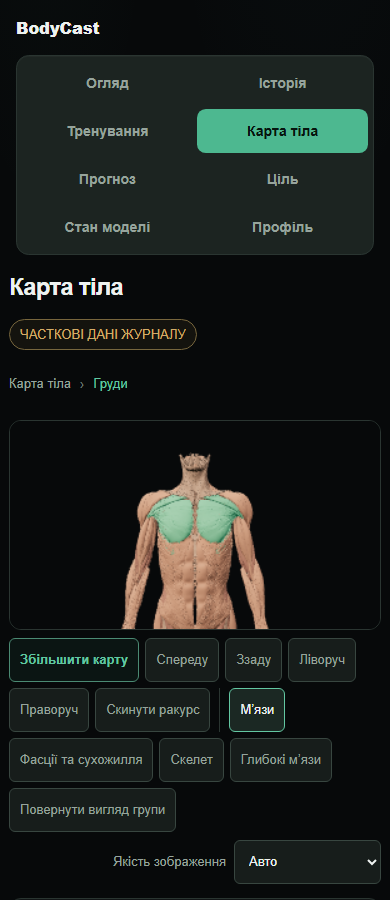 BodyCast
Огляд Історія
Тренування Карта тіла
Прогноз Ціль
Стан моделі Профіль
Карта тіла
ЧАСТКОВІ ДАНІ ЖУРНАЛУ
Карта тіла › Груди
Збільшити карту Спереду Ззаду Ліворуч
Праворуч Скинути ракурс М’язи
Фасції та сухожилля Скелет Глибокі м’язи
Повернути вигляд групи
Якість зображення Авто